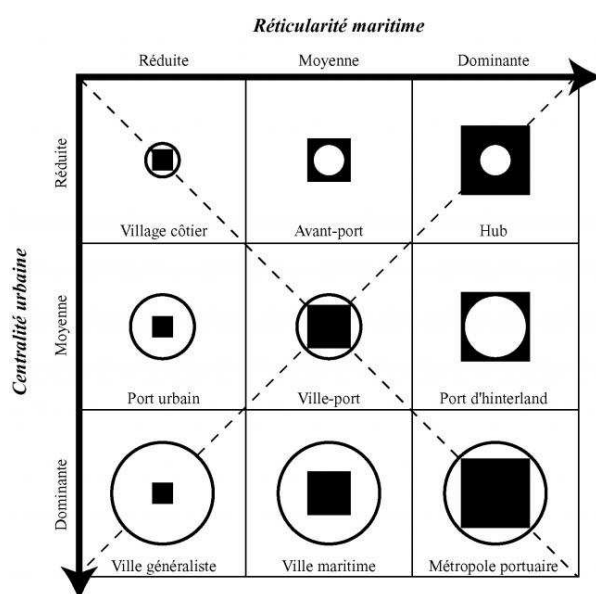 Réticularité maritime
Réduite Moyenne Dominante
Centralité urbaine
Réduite
Village côtier Avant-port Hub
Moyenne
Port urbain Ville-port Port d'hinterland
Dominante
Ville généraliste Ville maritime Métropole portuaire